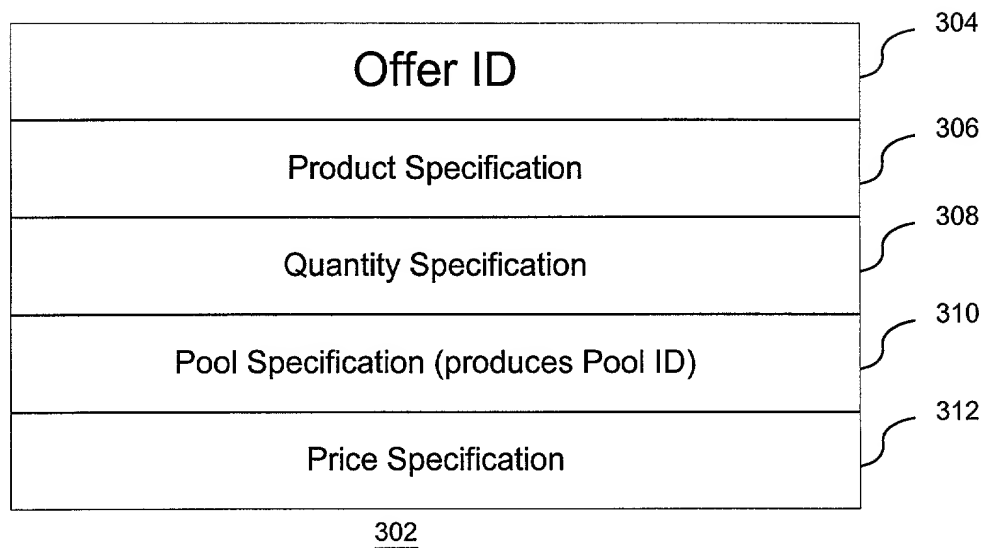 304
Offer ID
306
Product Specification
308
Quantity Specification
310
Pool Specification (produces Pool ID)
312
Price Specification
302